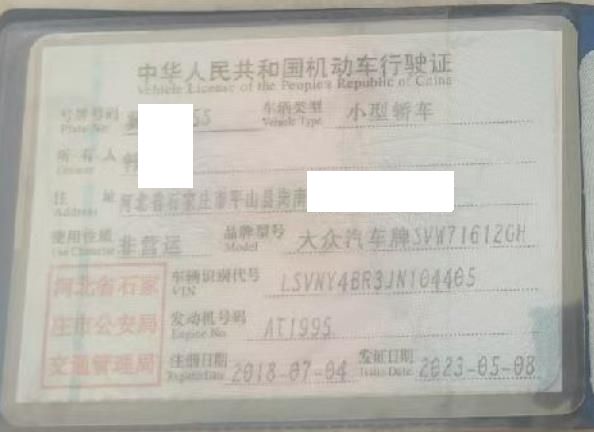 中华人民共和国机动车行驶证
Vehicle License of the People's Republic of China
号牌号码 Plate No. 55 车辆类型 Vehicle Type 小型轿车
所有人 Owner
住址 Address 河北省石家庄市平山县岗南
使用性质 Use Character 非营运 品牌型号 Model 大众汽车牌SVW71612GH
车辆识别代号 VIN LSVNY4BR3JN104405
发动机号码 Engine No. AT1995
注册日期 Register Date 2018-07-04 发证日期 Issue Date 2023-05-08
河北省石家
庄市公安局
交通管理局